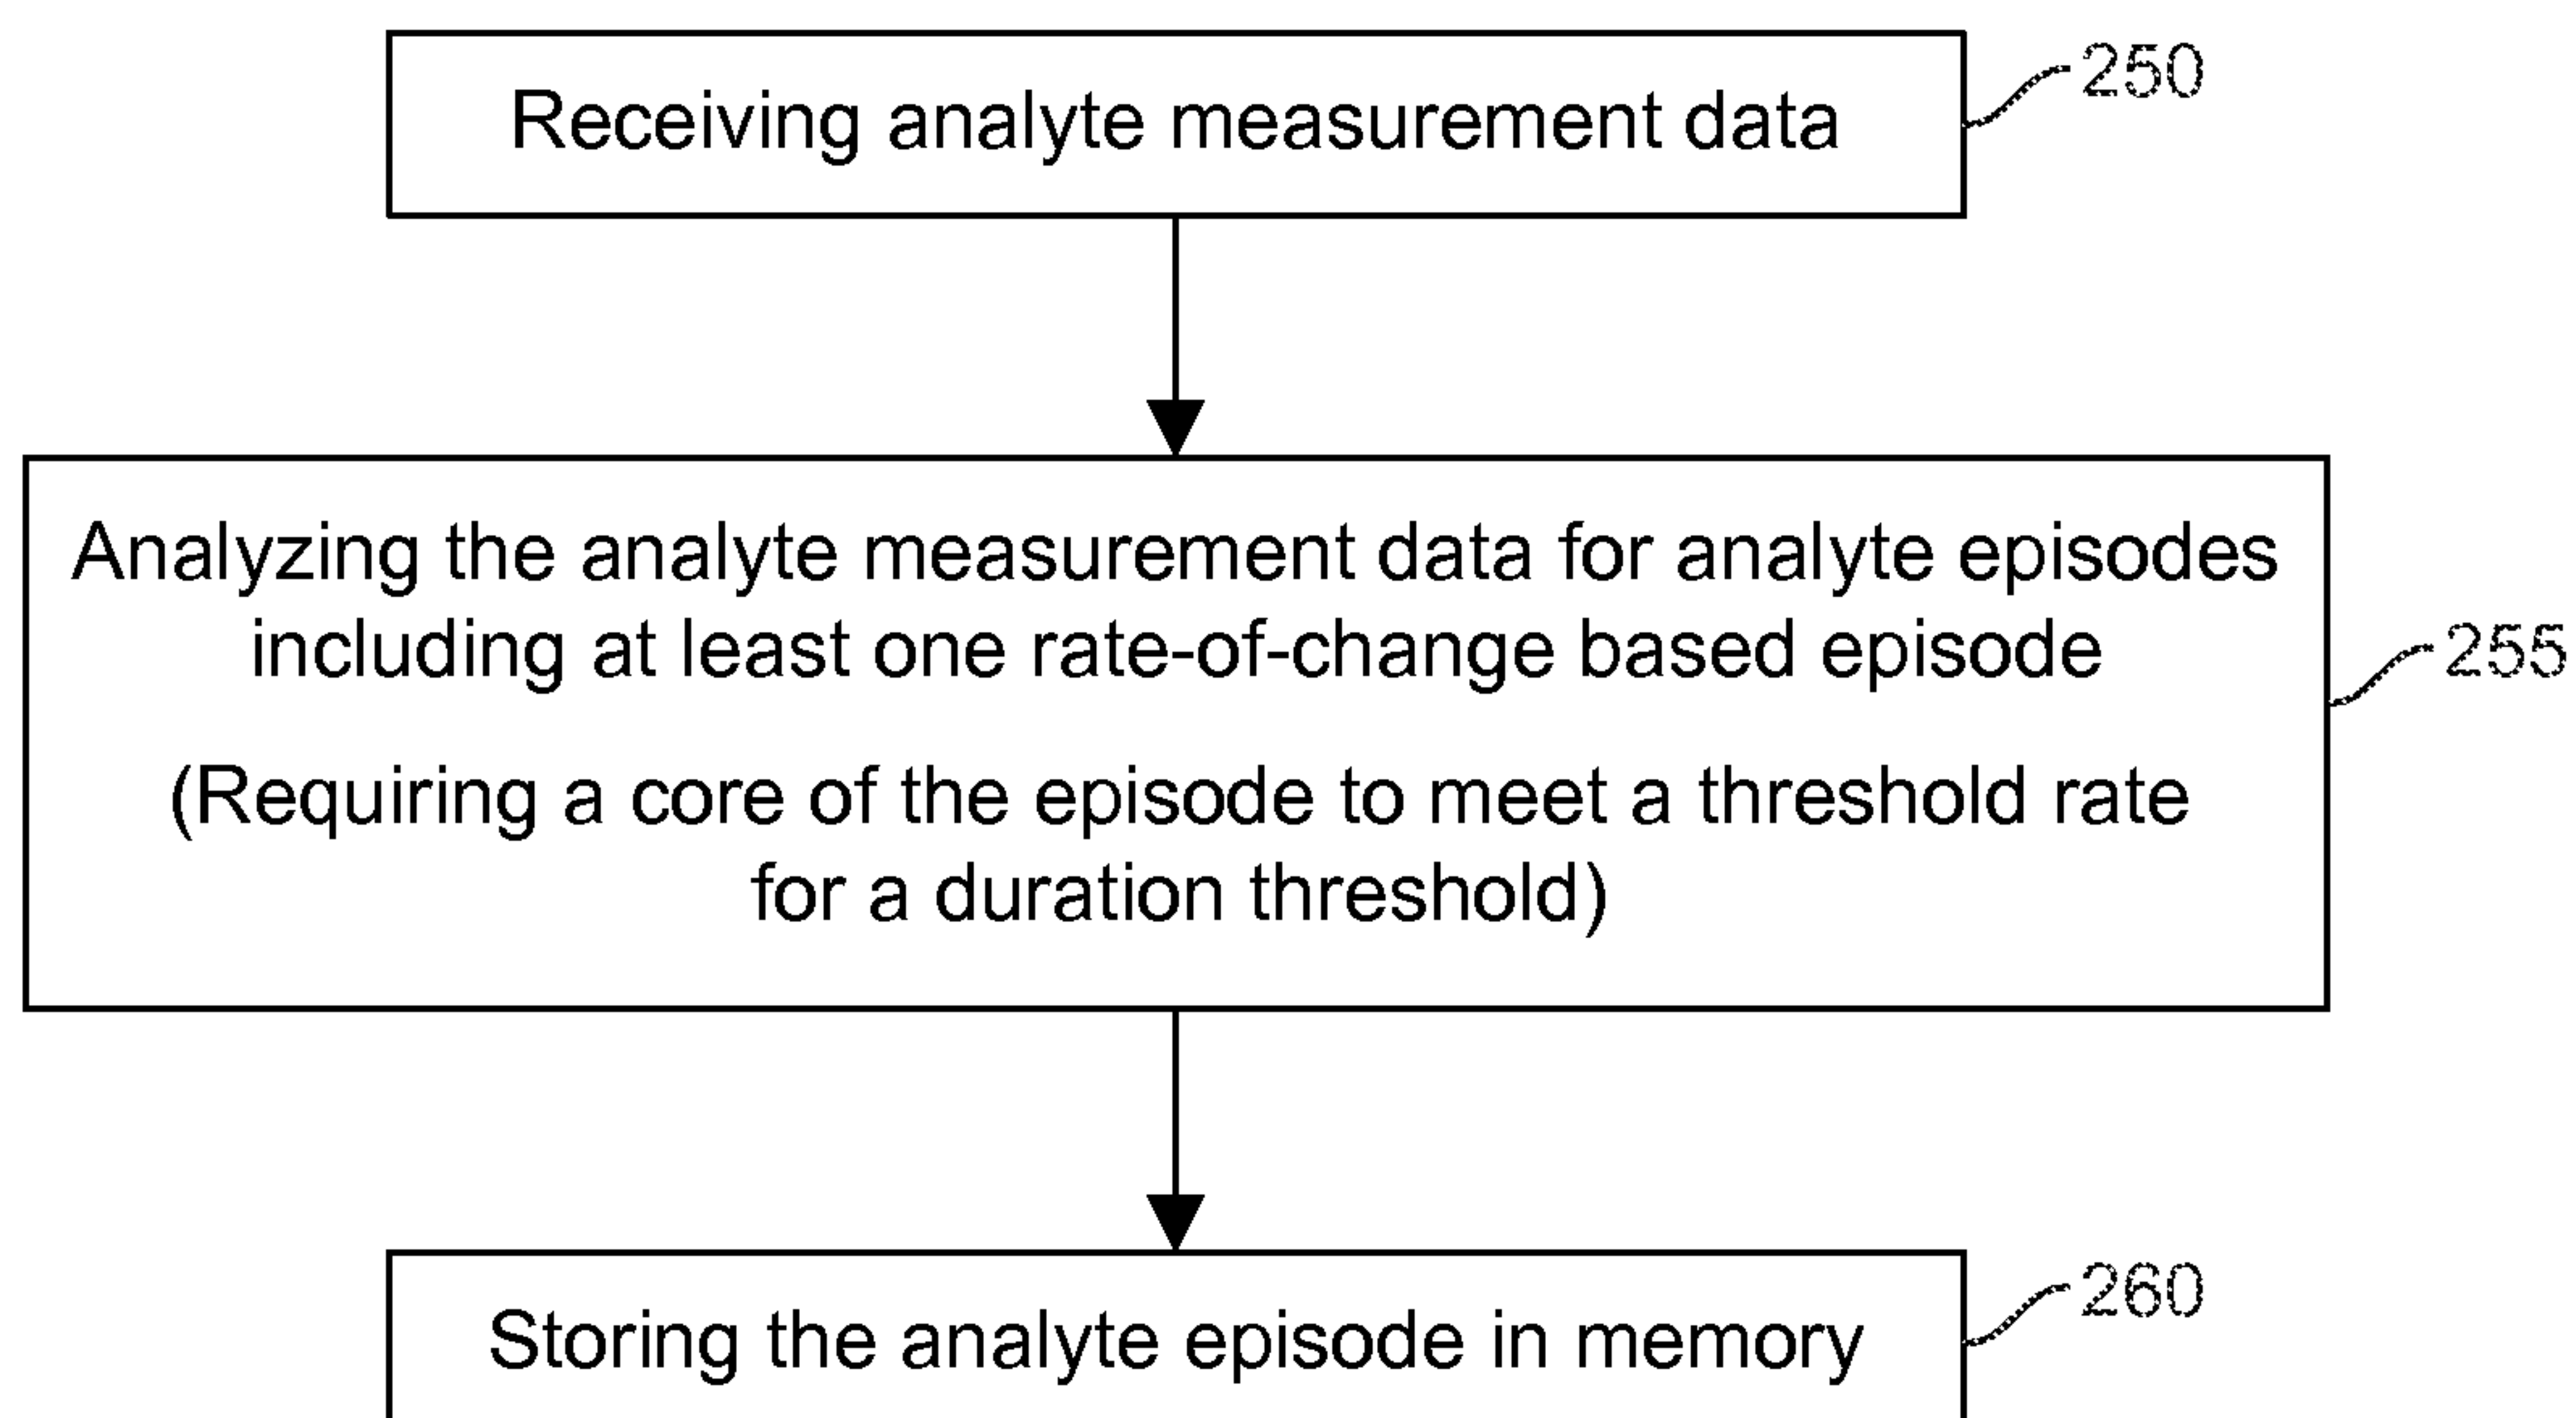 Receiving analyte measurement data
250
Analyzing the analyte measurement data for analyte episodes
including at least one rate-of-change based episode
255
(Requiring a core of the episode to meet a threshold rate
for a duration threshold)
Storing the analyte episode in memory
260